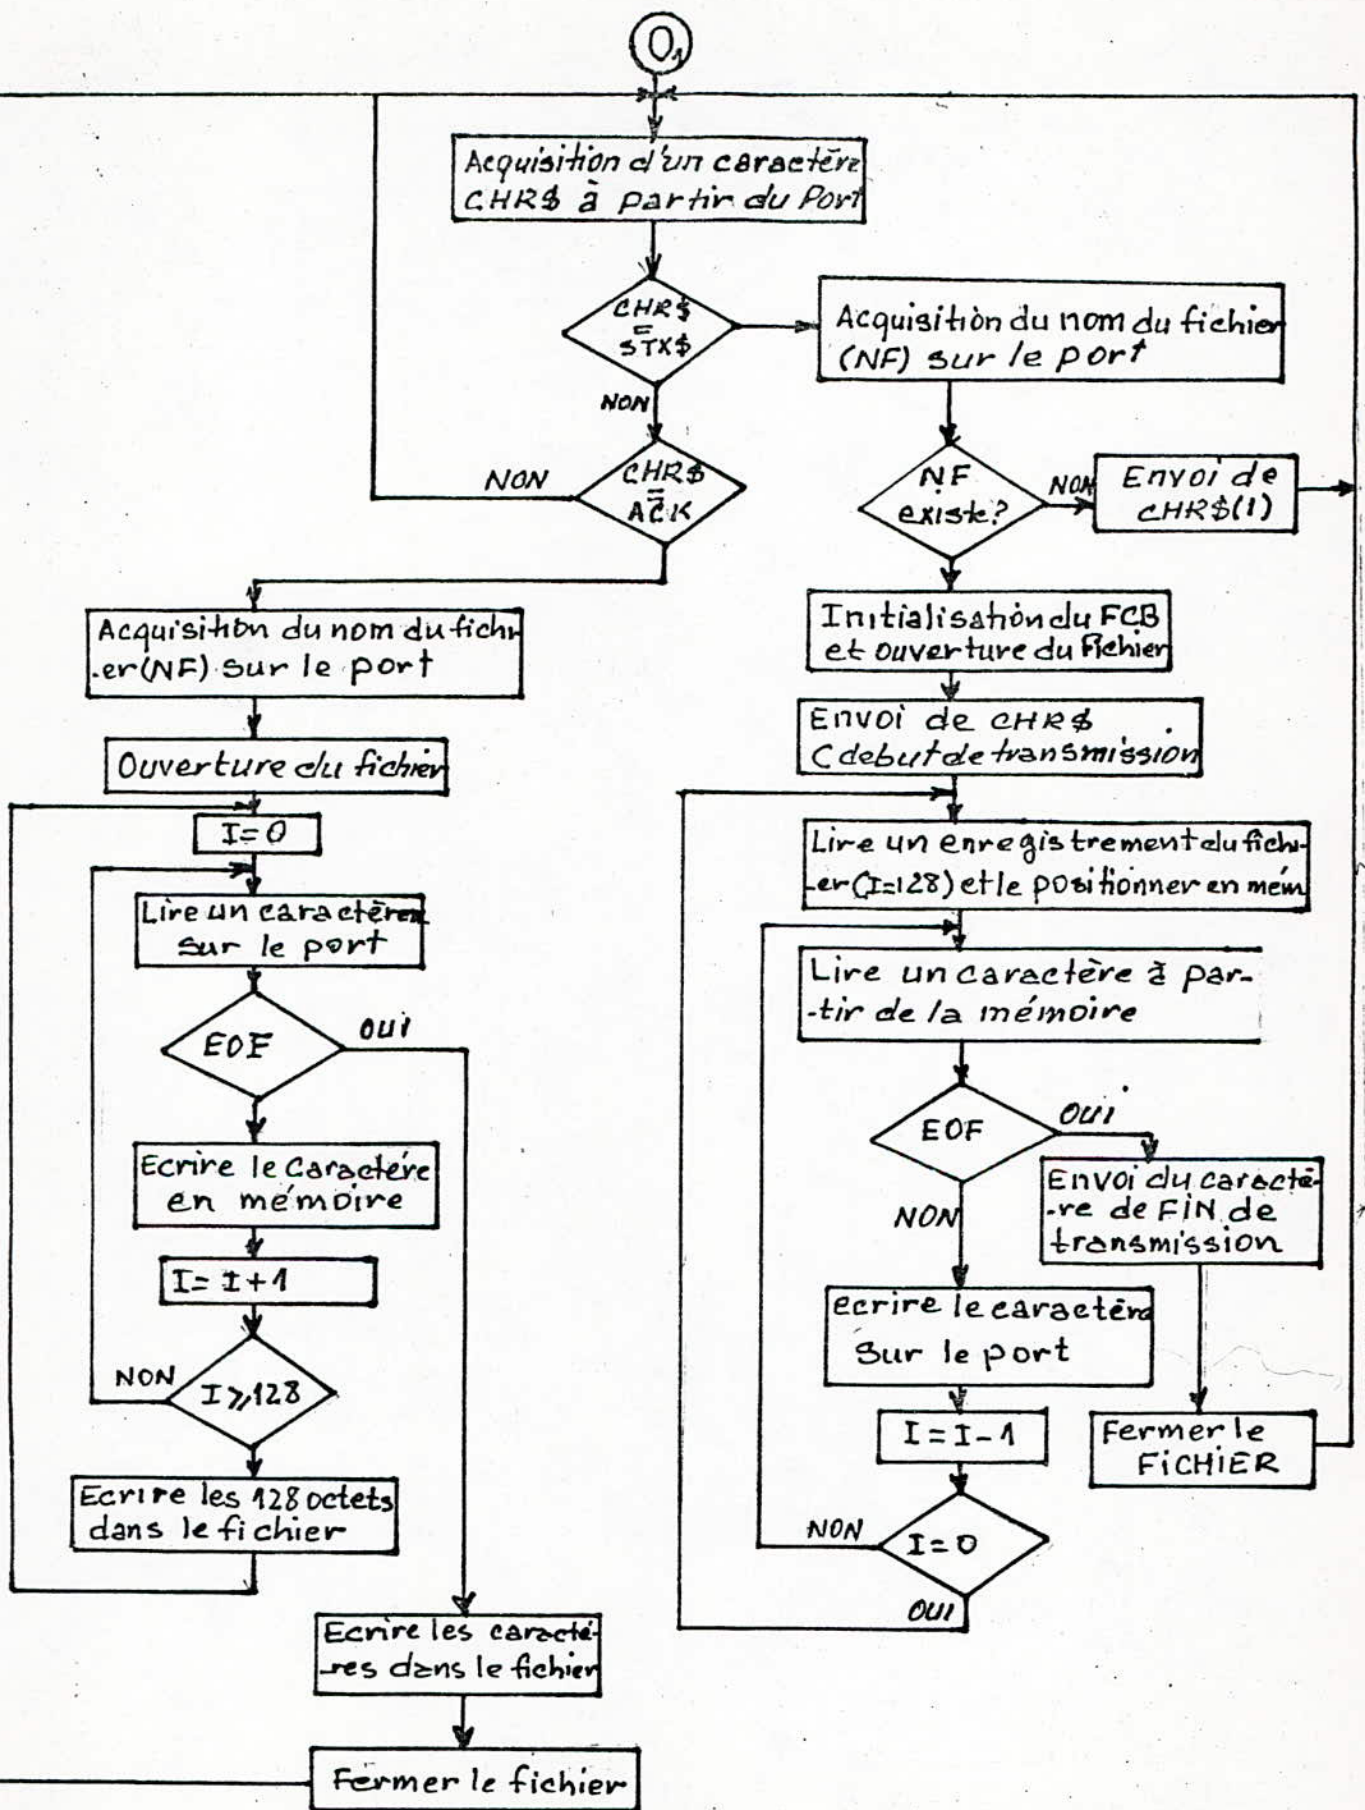 O₁
Acquisition d'un caractère
CHR$ à partir du Port
CHR$
=
STX$
NON
Acquisition du nom du fichier
(NF) sur le port
NF
existe?
NON
Envoi de
CHR$(1)
CHR$
=
ACK
NON
Initialisation du FCB
et ouverture du Fichier
Envoi de CHR$
(debut de transmission
Lire un enregistrement du fichi-
-er (I=128) et le positionner en mém
Lire un caractère à par-
-tir de la mémoire
EOF
OUI
Envoi du caractè-
-re de FIN de
transmission
NON
ecrire le caractère
sur le port
I = I - 1
Fermer le
FICHIER
I = 0
NON
OUI
Acquisition du nom du fichi
-er (NF) sur le port
Ouverture du fichier
I = 0
Lire un caractère
sur le port
EOF
OUI
Ecrire le Caractère
en mémoire
I = I + 1
I ⩾ 128
NON
Ecrire les 128 octets
dans le fichier
Ecrire les caracté-
-res dans le fichier
Fermer le fichier